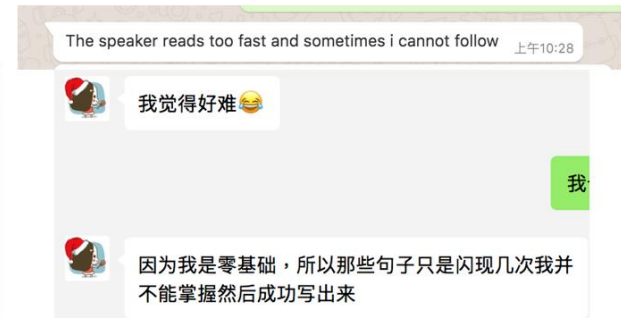 The speaker reads too fast and sometimes i cannot follow 上午10:28
我觉得好难😂
我
因为我是零基础，所以那些句子只是闪现几次我并
不能掌握然后成功写出来